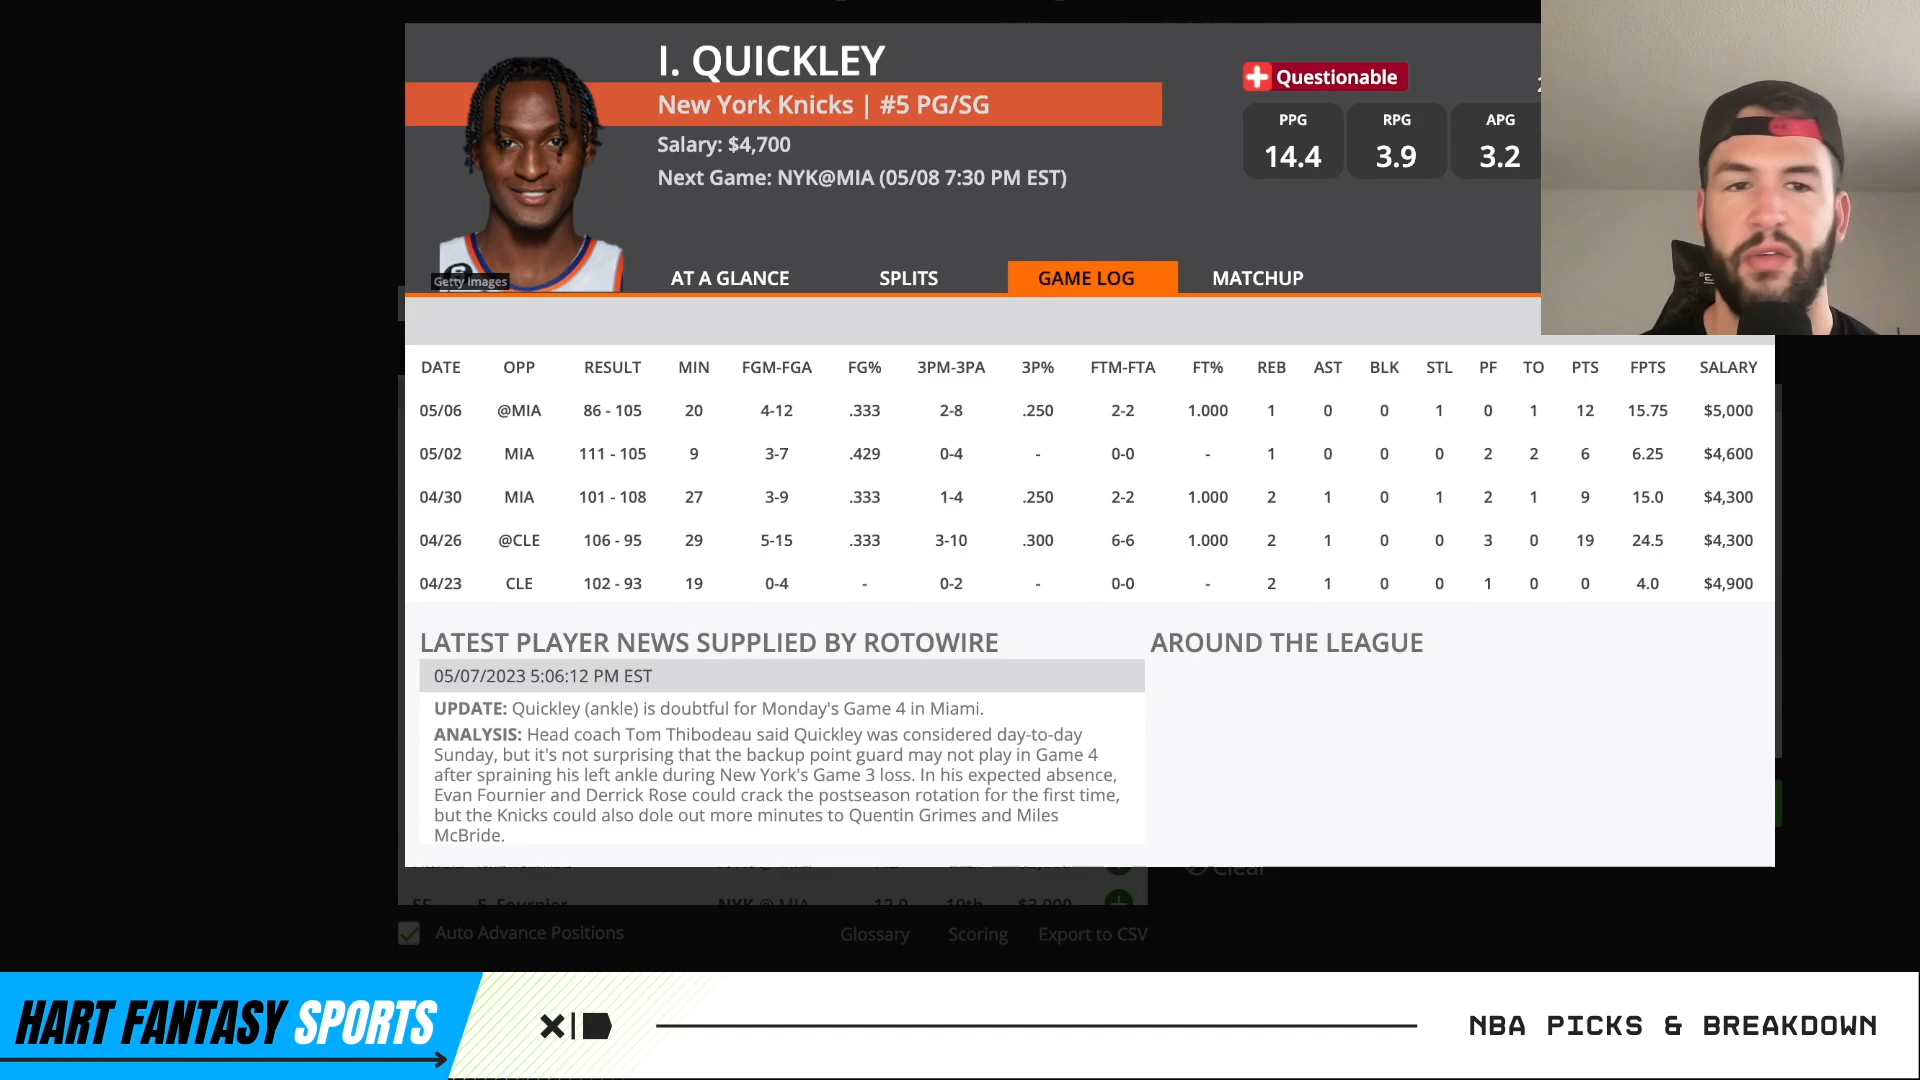 I. QUICKLEY
New York Knicks | #5 PG/SG
Salary: $4,700
Next Game: NYK@MIA (05/08 7:30 PM EST)
Questionable
PPG RPG APG
14.4 3.9 3.2
Getty Images
AT A GLANCE SPLITS GAME LOG MATCHUP
DATE OPP RESULT MIN FGM-FGA FG% 3PM-3PA 3P% FTM-FTA FT% REB AST BLK STL PF TO PTS FPTS SALARY
05/06 @MIA 86 - 105 20 4-12 .333 2-8 .250 2-2 1.000 1 0 0 1 0 1 12 15.75 $5,000
05/02 MIA 111 - 105 9 3-7 .429 0-4 - 0-0 - 1 0 0 0 2 2 6 6.25 $4,600
04/30 MIA 101 - 108 27 3-9 .333 1-4 .250 2-2 1.000 2 1 0 1 2 1 9 15.0 $4,300
04/26 @CLE 106 - 95 29 5-15 .333 3-10 .300 6-6 1.000 2 1 0 0 3 0 19 24.5 $4,300
04/23 CLE 102 - 93 19 0-4 - 0-2 - 0-0 - 2 1 0 0 1 0 0 4.0 $4,900
LATEST PLAYER NEWS SUPPLIED BY ROTOWIRE
AROUND THE LEAGUE
05/07/2023 5:06:12 PM EST
UPDATE: Quickley (ankle) is doubtful for Monday's Game 4 in Miami.
ANALYSIS: Head coach Tom Thibodeau said Quickley was considered day-to-day
Sunday, but it's not surprising that the backup point guard may not play in Game 4
after spraining his left ankle during New York's Game 3 loss. In his expected absence,
Evan Fournier and Derrick Rose could crack the postseason rotation for the first time,
but the Knicks could also dole out more minutes to Quentin Grimes and Miles
McBride.
Clear
SF E. Fournier NYK @ MIA 12.0 19th $3,000
Auto Advance Positions Glossary Scoring Export to CSV
HART FANTASY SPORTS
NBA PICKS & BREAKDOWN